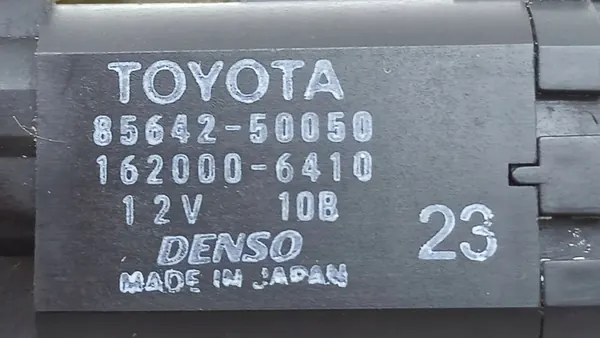 TOYOTA
85642-50050
162000-6410
12V 10B
DENSO
MADE IN JAPAN
23